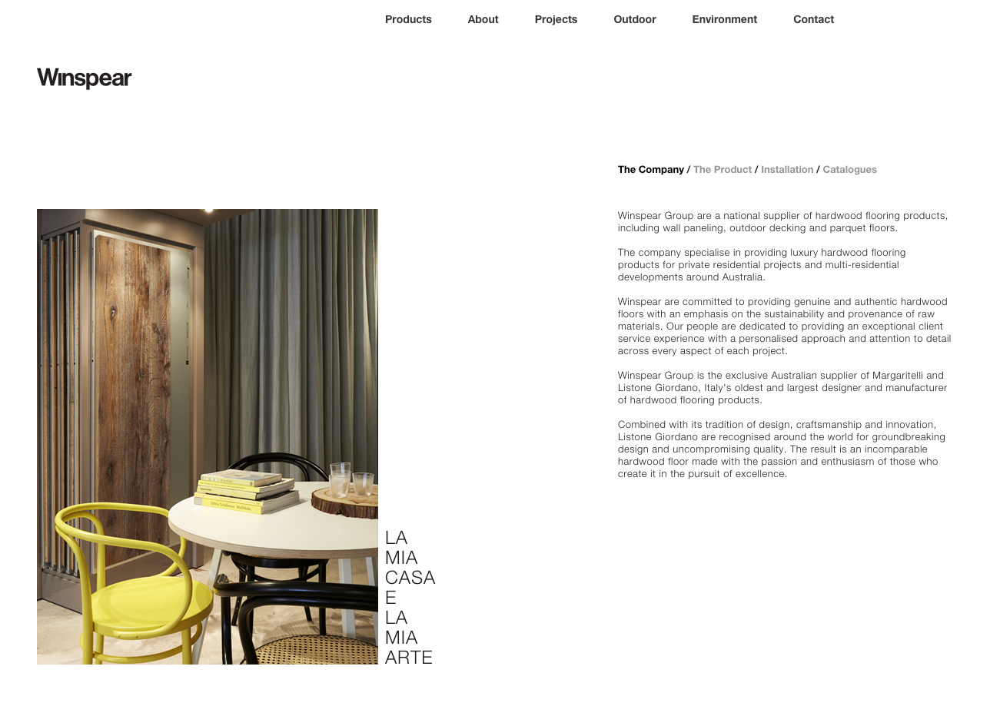 Products About Projects Outdoor Environment Contact
Winspear
The Company / The Product / Installation / Catalogues
Winspear Group are a national supplier of hardwood flooring products,
including wall paneling, outdoor decking and parquet floors.
The company specialise in providing luxury hardwood flooring
products for private residential projects and multi-residential
developments around Australia.
Winspear are committed to providing genuine and authentic hardwood
floors with an emphasis on the sustainability and provenance of raw
materials. Our people are dedicated to providing an exceptional client
service experience with a personalised approach and attention to detail
across every aspect of each project.
Winspear Group is the exclusive Australian supplier of Margaritelli and
Listone Giordano, Italy's oldest and largest designer and manufacturer
of hardwood flooring products.
Combined with its tradition of design, craftsmanship and innovation,
Listone Giordano are recognised around the world for groundbreaking
design and uncompromising quality. The result is an incomparable
hardwood floor made with the passion and enthusiasm of those who
create it in the pursuit of excellence.
LA
MIA
CASA
E
LA
MIA
ARTE